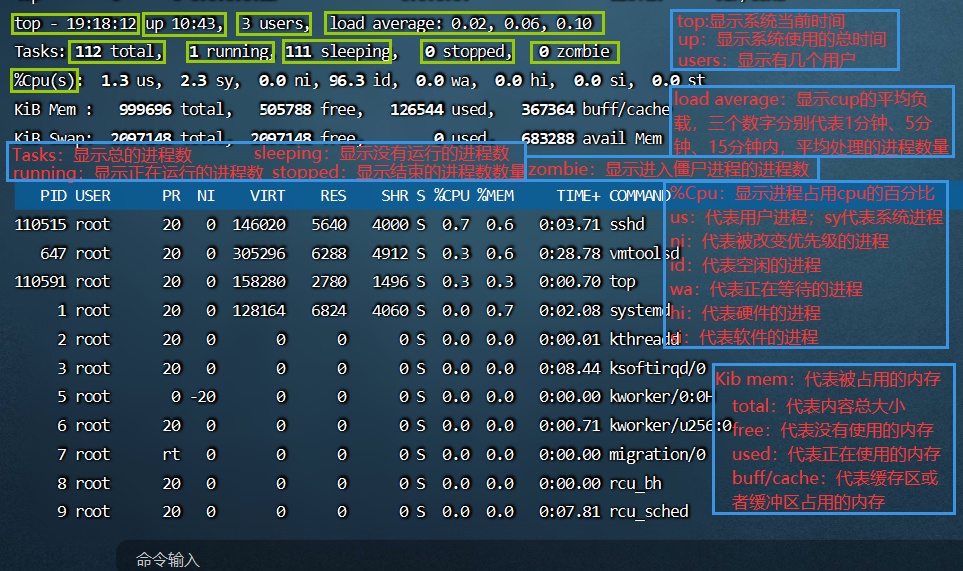 top - 19:18:12 up 10:43, 3 users, load average: 0.02, 0.06, 0.10
top:显示系统当前时间
up：显示系统使用的总时间
users：显示有几个用户
Tasks: 112 total, 1 running, 111 sleeping, 0 stopped, 0 zombie
%Cpu(s): 1.3 us, 2.3 sy, 0.0 ni, 96.3 id, 0.0 wa, 0.0 hi, 0.0 si, 0.0 st
KiB Mem : 999696 total, 505788 free, 126544 used, 367364 buff/cache
KiB Swap: 2097148 total, 2097148 free, 0 used, 683288 avail Mem
load average：显示cup的平均负
载，三个数字分别代表1分钟、5分
钟、15分钟内，平均处理的进程数量
Tasks：显示总的进程数 sleeping：显示没有运行的进程数
running：显示正在运行的进程数 stopped：显示结束的进程数数量
zombie：显示进入僵尸进程的进程数
PID USER PR NI VIRT RES SHR S %CPU %MEM TIME+ COMMAND
110515 root 20 0 146020 5640 4000 S 0.7 0.6 0:03.71 sshd
647 root 20 0 305296 6288 4912 S 0.3 0.6 0:28.78 vmtoolsd
110591 root 20 0 158280 2780 1496 S 0.3 0.3 0:00.70 top
1 root 20 0 128164 6824 4060 S 0.0 0.7 0:02.08 systemd
2 root 20 0 0 0 0 S 0.0 0.0 0:00.01 kthreadd
3 root 20 0 0 0 0 S 0.0 0.0 0:08.44 ksoftirqd/0
5 root 0 -20 0 0 0 S 0.0 0.0 0:00.00 kworker/0:0H
6 root 20 0 0 0 0 S 0.0 0.0 0:00.71 kworker/u256:0
7 root rt 0 0 0 0 S 0.0 0.0 0:00.00 migration/0
8 root 20 0 0 0 0 S 0.0 0.0 0:00.00 rcu_bh
9 root 20 0 0 0 0 S 0.0 0.0 0:07.81 rcu_sched
%Cpu：显示进程占用cpu的百分比
us：代表用户进程；sy代表系统进程
ni：代表被改变优先级的进程
id：代表空闲的进程
wa：代表正在等待的进程
hi：代表硬件的进程
si：代表软件的进程
Kib mem：代表被占用的内存
total：代表内容总大小
free：代表没有使用的内存
used：代表正在使用的内存
buff/cache：代表缓存区或
者缓冲区占用的内存
命令输入